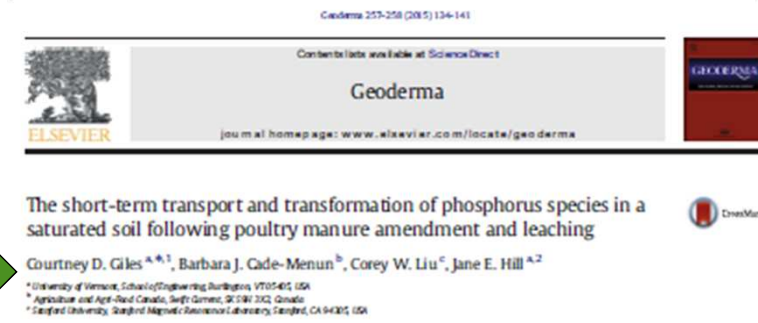 Geoderma 257-258 (2015) 134-141
Contents lists available at ScienceDirect
Geoderma
journal homepage: www.elsevier.com/locate/geoderma
ELSEVIER
GEODERMA
The short-term transport and transformation of phosphorus species in a
saturated soil following poultry manure amendment and leaching
CrossMark
Courtney D. Giles a,*,1, Barbara J. Cade-Menun b, Corey W. Liu c, Jane E. Hill a,2
a University of Vermont, School of Engineering, Burlington, VT 05405, USA
b Agriculture and Agri-Food Canada, Swift Current, SK S9H 3X2, Canada
c Stanford University, Stanford Magnetic Resonance Laboratory, Stanford, CA 94305, USA